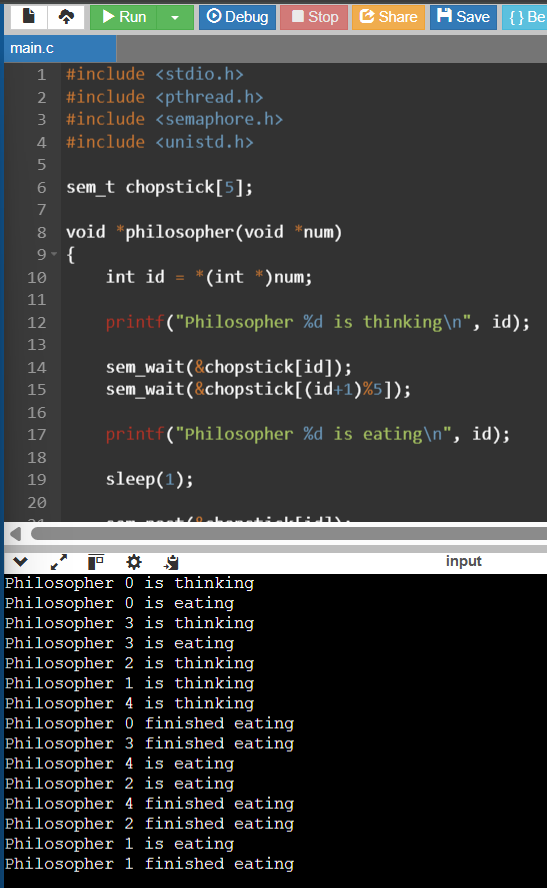 Run Debug Stop Share Save { } Be
main.c
1 #include <stdio.h>
2 #include <pthread.h>
3 #include <semaphore.h>
4 #include <unistd.h>
5
6 sem_t chopstick[5];
7
8 void *philosopher(void *num)
9 {
10 int id = *(int *)num;
11
12 printf("Philosopher %d is thinking\n", id);
13
14 sem_wait(&chopstick[id]);
15 sem_wait(&chopstick[(id+1)%5]);
16
17 printf("Philosopher %d is eating\n", id);
18
19 sleep(1);
20
21 sem_post(&chopstick[id]);
input
Philosopher 0 is thinking
Philosopher 0 is eating
Philosopher 3 is thinking
Philosopher 3 is eating
Philosopher 2 is thinking
Philosopher 1 is thinking
Philosopher 4 is thinking
Philosopher 0 finished eating
Philosopher 3 finished eating
Philosopher 4 is eating
Philosopher 2 is eating
Philosopher 4 finished eating
Philosopher 2 finished eating
Philosopher 1 is eating
Philosopher 1 finished eating